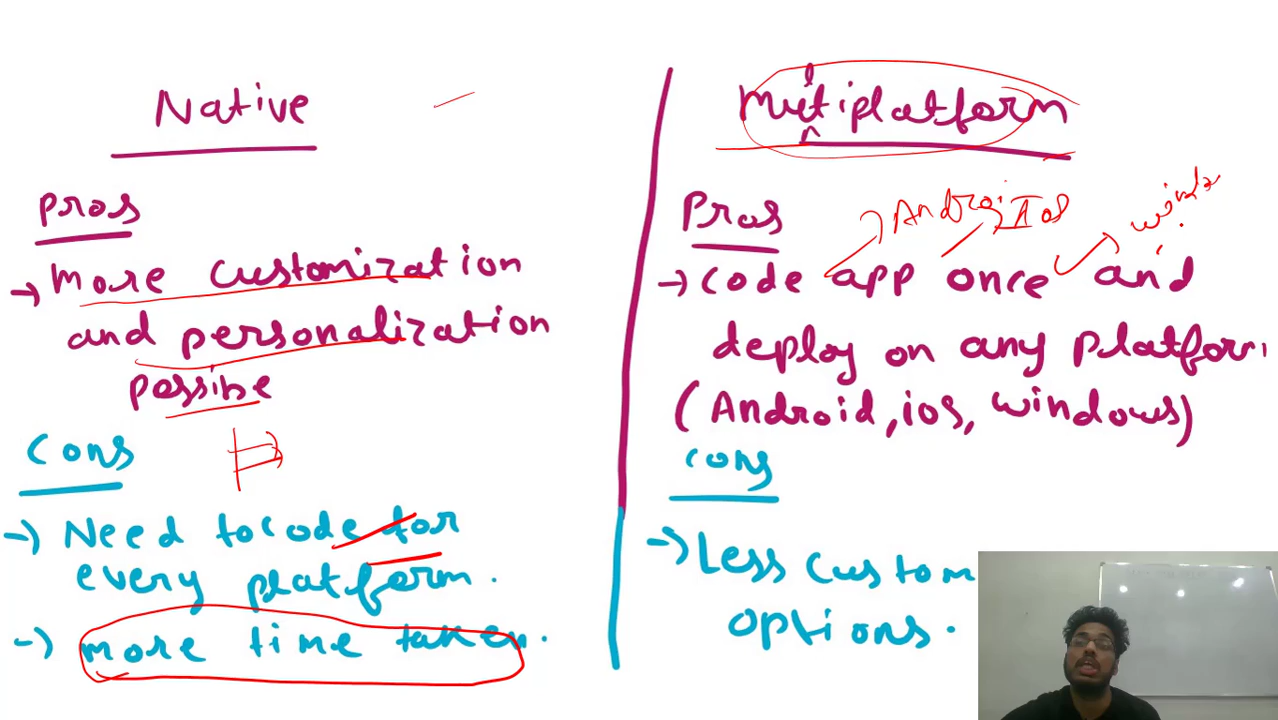 Native
Pros
→ More customization
and personalization
possible
Cons
→ Need to code for
every platform.
→ more time taken.
Multiplatform
Pros
Android IOS
→ Code app once and
deploy on any platform
(Android, ios, windows)
Cons
→ Less custom
options.